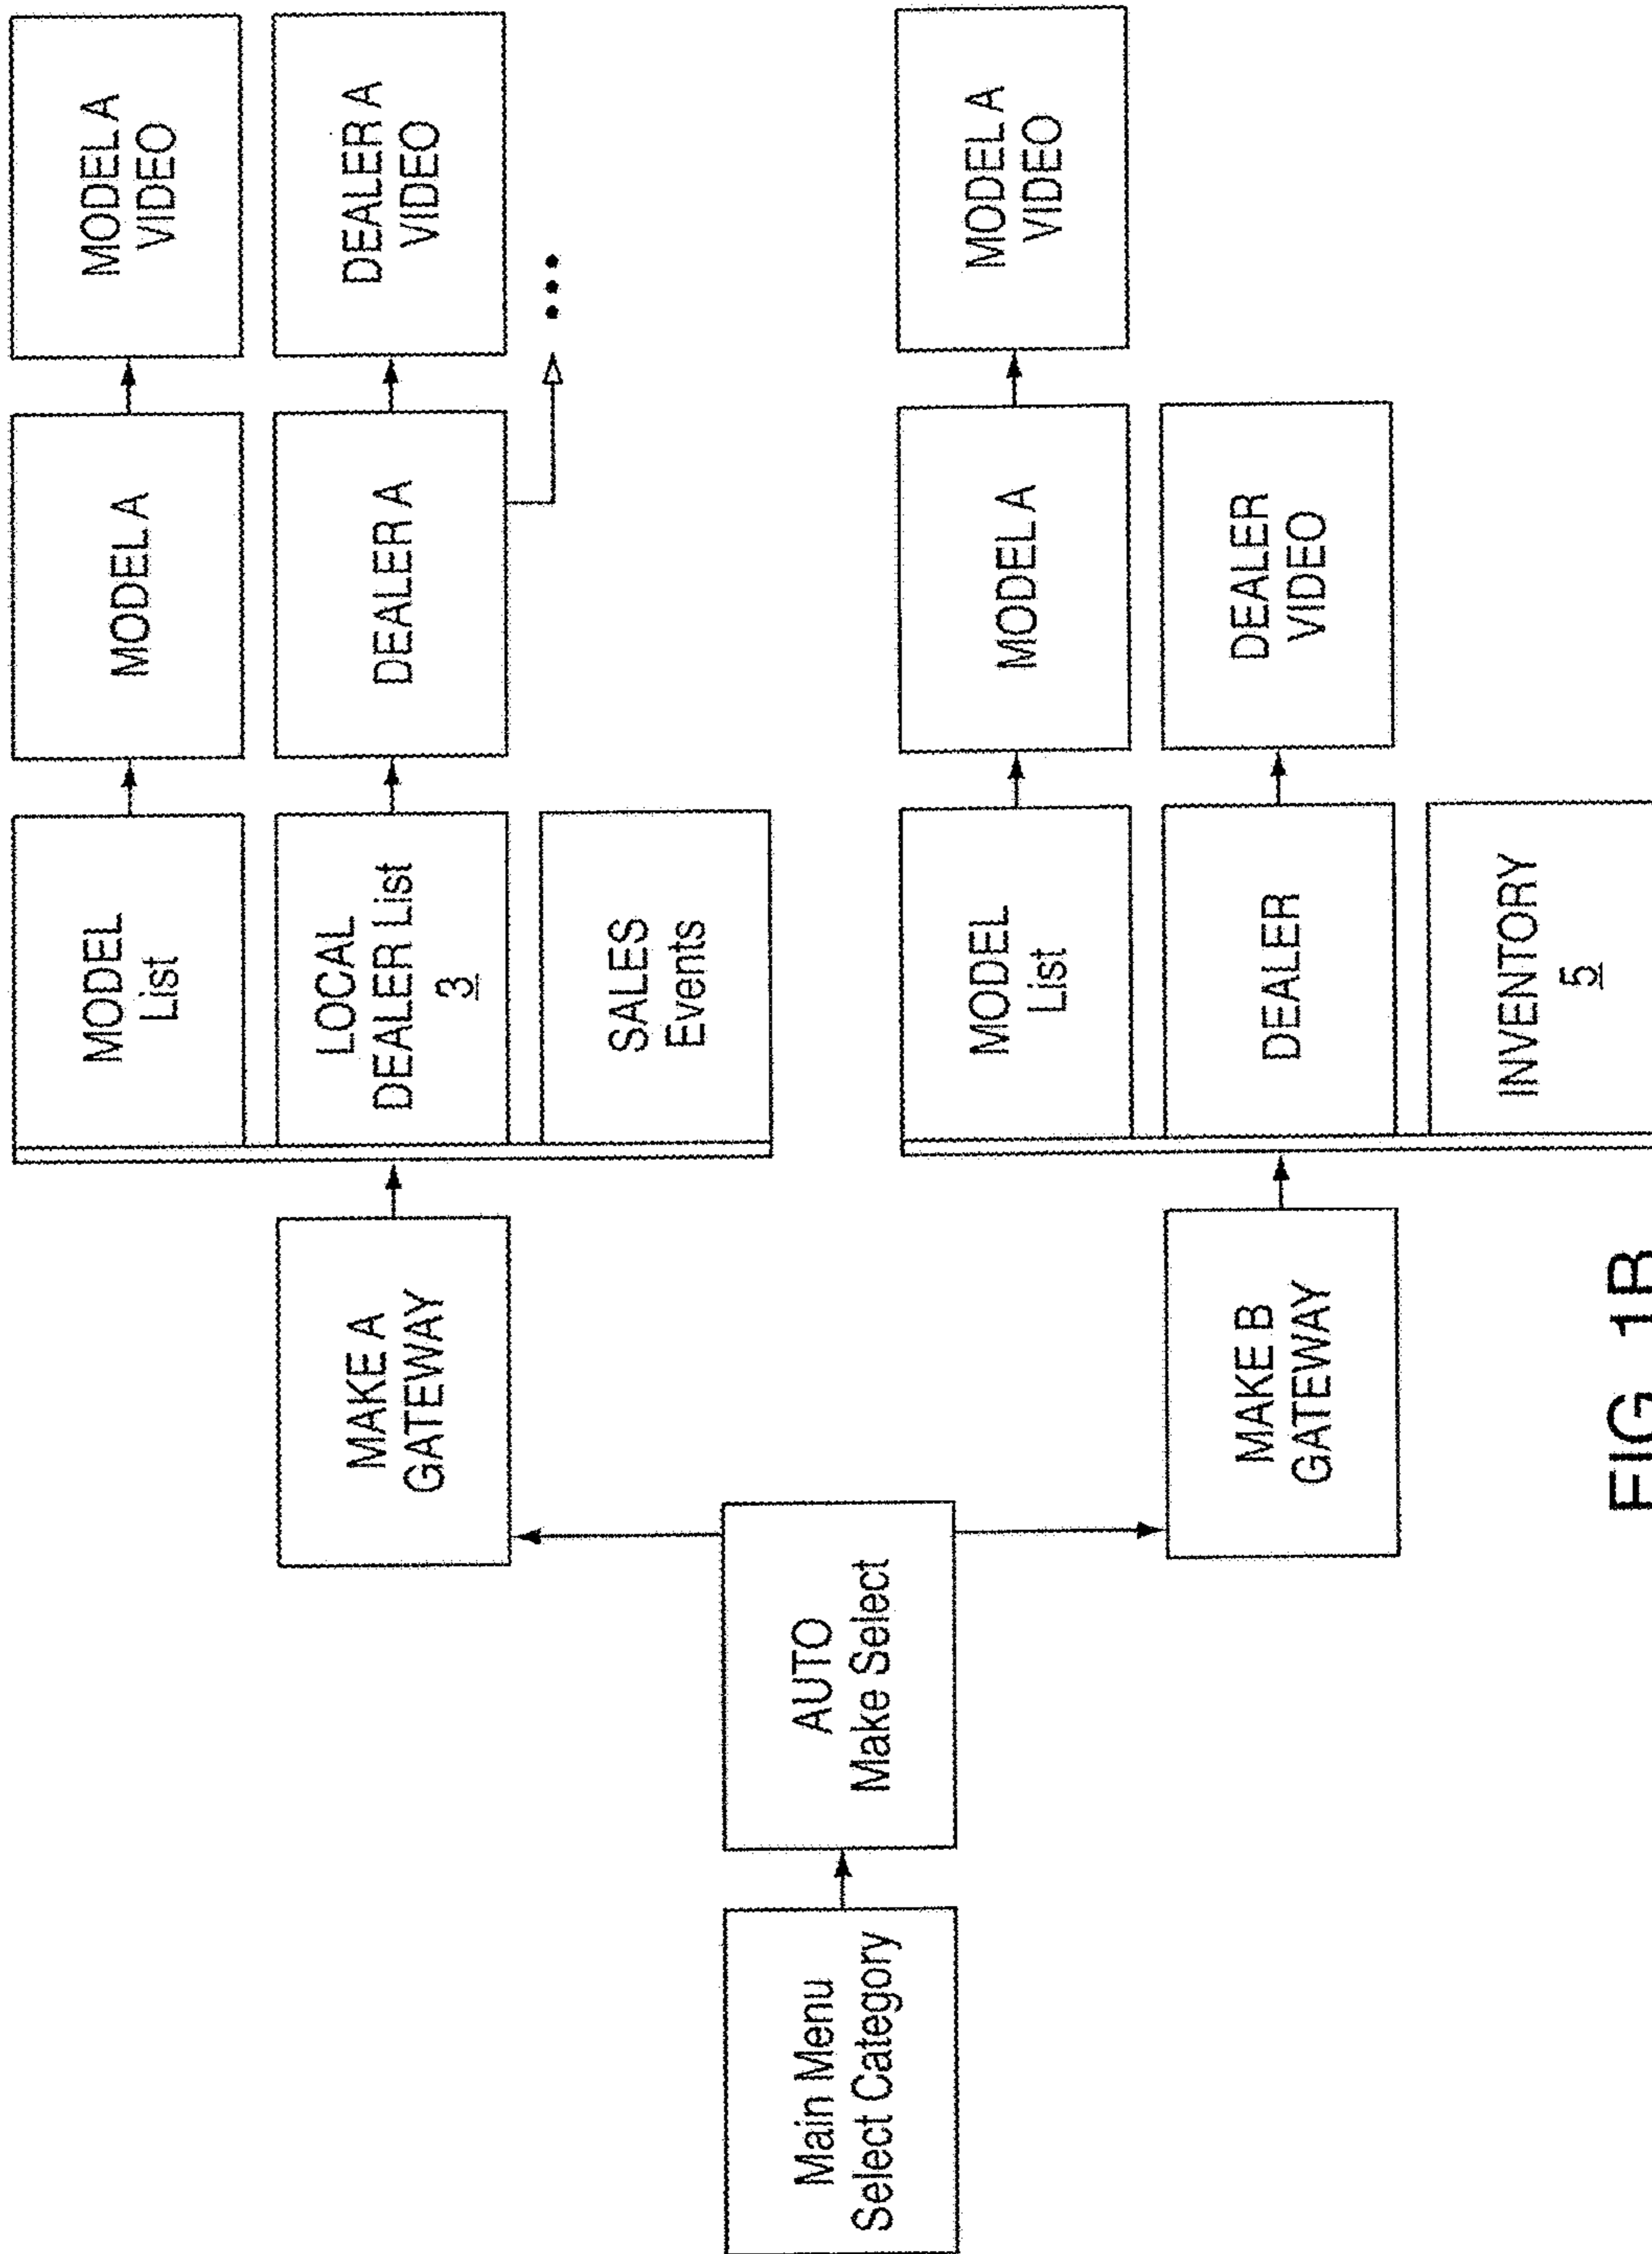 Main Menu
Select Category
AUTO
Make Select
MAKE A
GATEWAY
MODEL
List
MODEL A
MODEL A
VIDEO
LOCAL
DEALER List
3
DEALER A
DEALER A
VIDEO
SALES
Events
MAKE B
GATEWAY
MODEL
List
MODEL A
MODEL A
VIDEO
DEALER
DEALER
VIDEO
INVENTORY
5
FIG. 1B